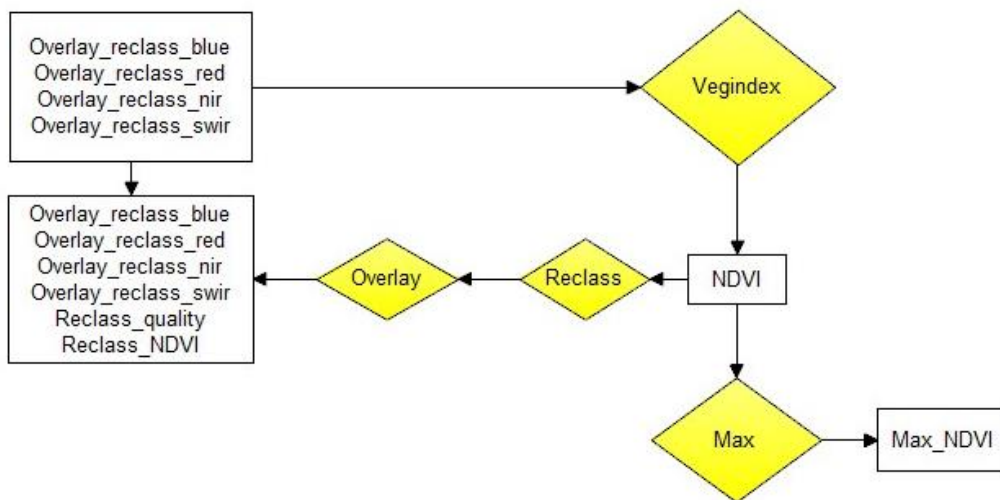 Overlay_reclass_blue
Overlay_reclass_red
Overlay_reclass_nir
Overlay_reclass_swir
Vegindex
Overlay_reclass_blue
Overlay_reclass_red
Overlay_reclass_nir
Overlay_reclass_swir
Reclass_quality
Reclass_NDVI
Overlay
Reclass
NDVI
Max
Max_NDVI